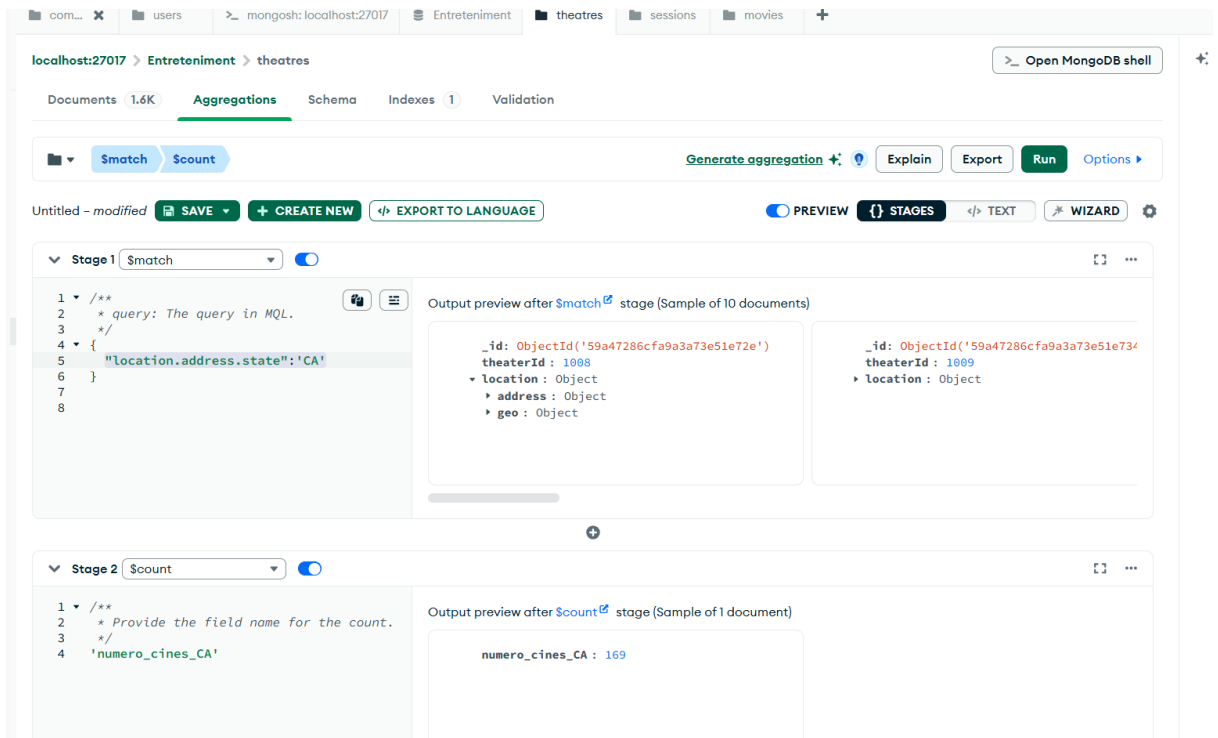 com... users >_ mongosh: localhost:27017 Entreteniment theatres sessions movies
localhost:27017 > Entreteniment > theatres >_ Open MongoDB shell
Documents 1.6K Aggregations Schema Indexes 1 Validation
$match $count Generate aggregation Explain Export Run Options
Untitled – modified SAVE + CREATE NEW </> EXPORT TO LANGUAGE PREVIEW {} STAGES </> TEXT WIZARD
Stage 1 $match
1 /**
2 * query: The query in MQL.
3 */
4 {
5 "location.address.state":'CA'
6 }
7
8
Output preview after $match stage (Sample of 10 documents)
_id: ObjectId('59a47286cfa9a3a73e51e72e')
theaterId : 1008
location : Object
address : Object
geo : Object
_id: ObjectId('59a47286cfa9a3a73e51e734
theaterId : 1009
location : Object
Stage 2 $count
1 /**
2 * Provide the field name for the count.
3 */
4 'numero_cines_CA'
Output preview after $count stage (Sample of 1 document)
numero_cines_CA : 169